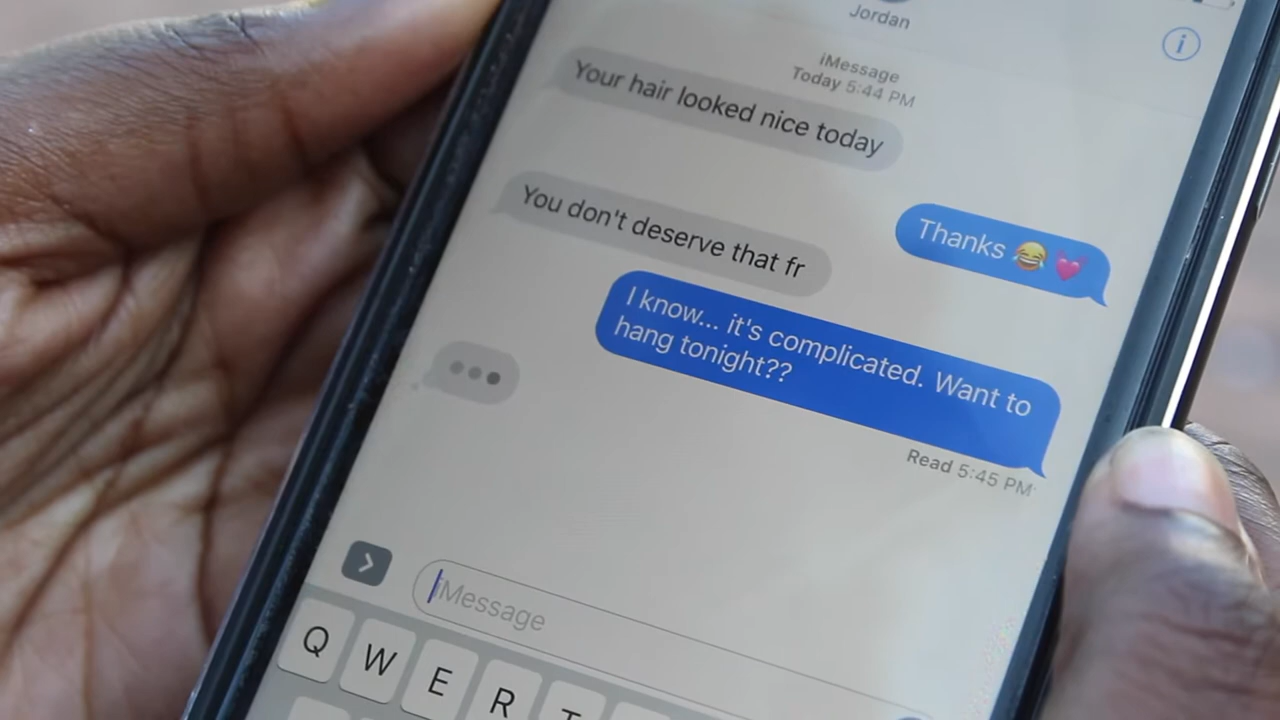 Jordan
iMessage
Today 5:44 PM
Your hair looked nice today
Thanks 😂 💓
You don't deserve that fr
I know... it's complicated. Want to
hang tonight??
Read 5:45 PM
iMessage
Q W E R T